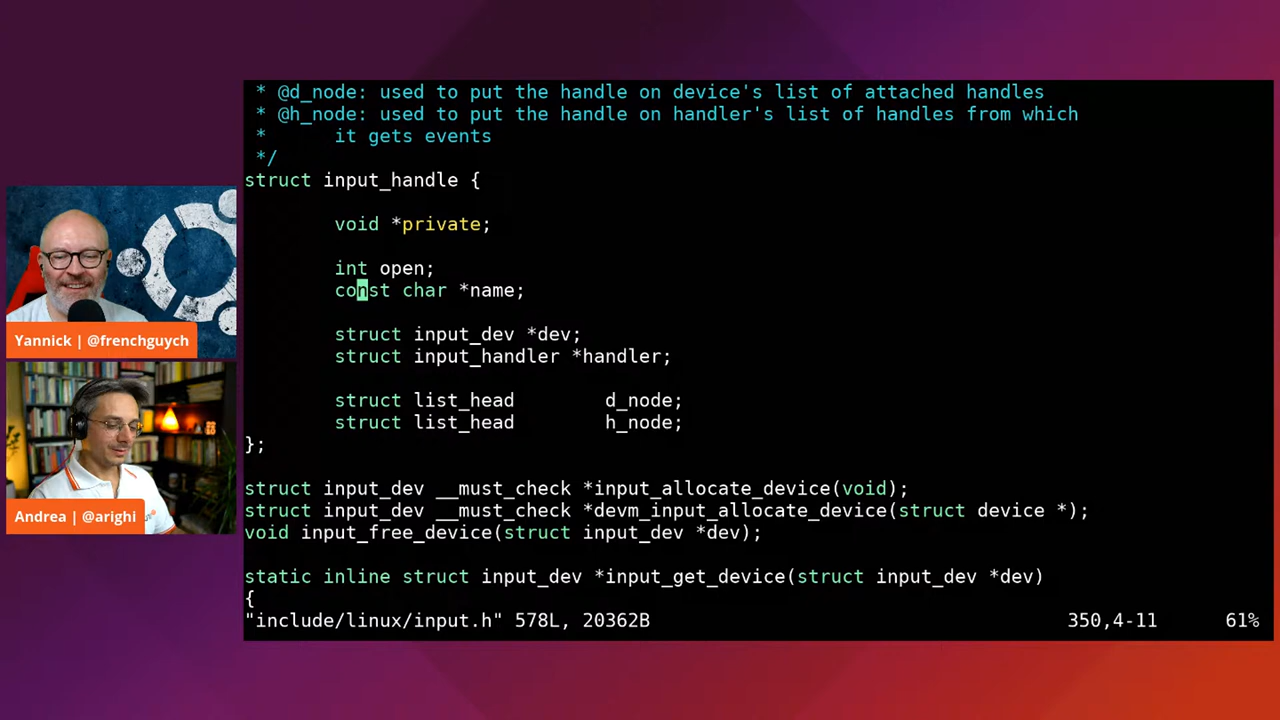 * @d_node: used to put the handle on device's list of attached handles
 * @h_node: used to put the handle on handler's list of handles from which
 *	it gets events
 */
struct input_handle {
	void *private;
	int open;
	const char *name;
	struct input_dev *dev;
	struct input_handler *handler;
	struct list_head	d_node;
	struct list_head	h_node;
};
struct input_dev __must_check *input_allocate_device(void);
struct input_dev __must_check *devm_input_allocate_device(struct device *);
void input_free_device(struct input_dev *dev);
static inline struct input_dev *input_get_device(struct input_dev *dev)
{
"include/linux/input.h" 578L, 20362B 350,4-11 61%
Yannick | @frenchguych
Andrea | @arighi